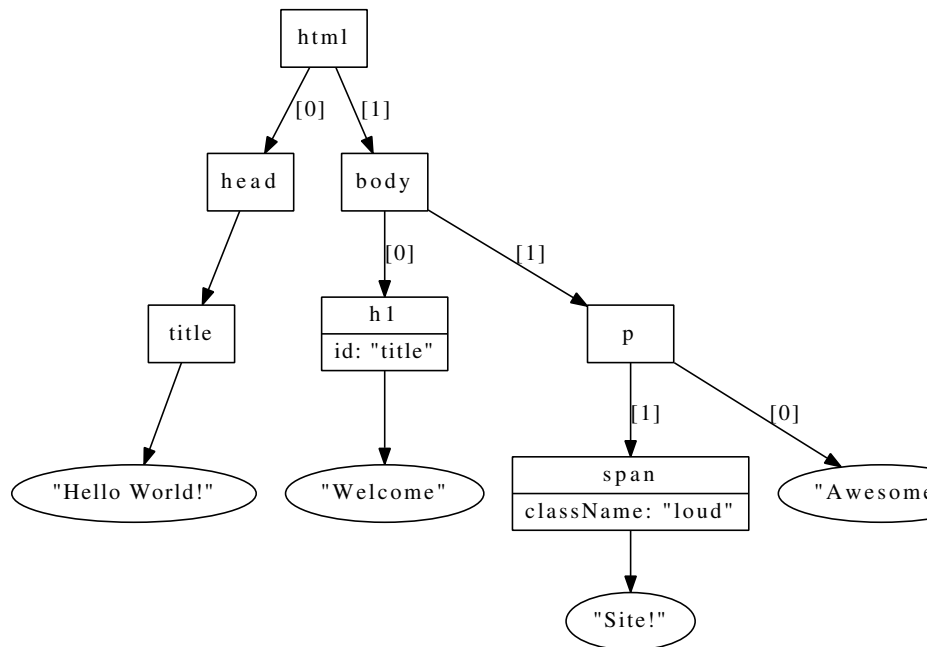 html
[0]
[1]
head
body
[0]
[1]
title
h1
id: "title"
p
[1]
[0]
"Hello World!"
"Welcome"
span
className: "loud"
"Awesome
"Site!"